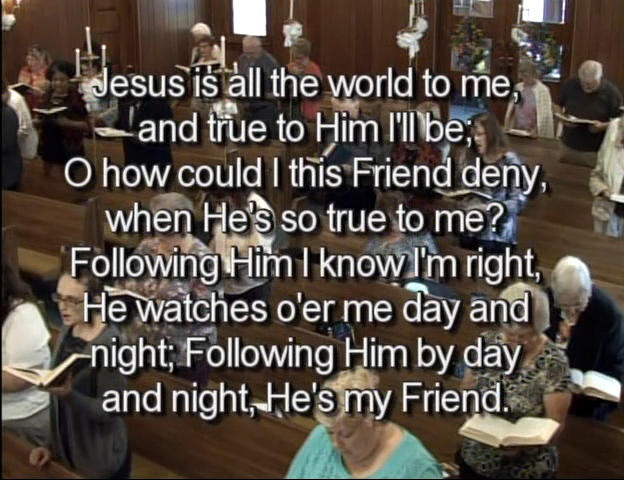 Jesus is all the world to me,
and true to Him I'll be;
O how could I this Friend deny,
when He's so true to me?
Following Him I know I'm right,
He watches o'er me day and
night; Following Him by day
and night, He's my Friend.